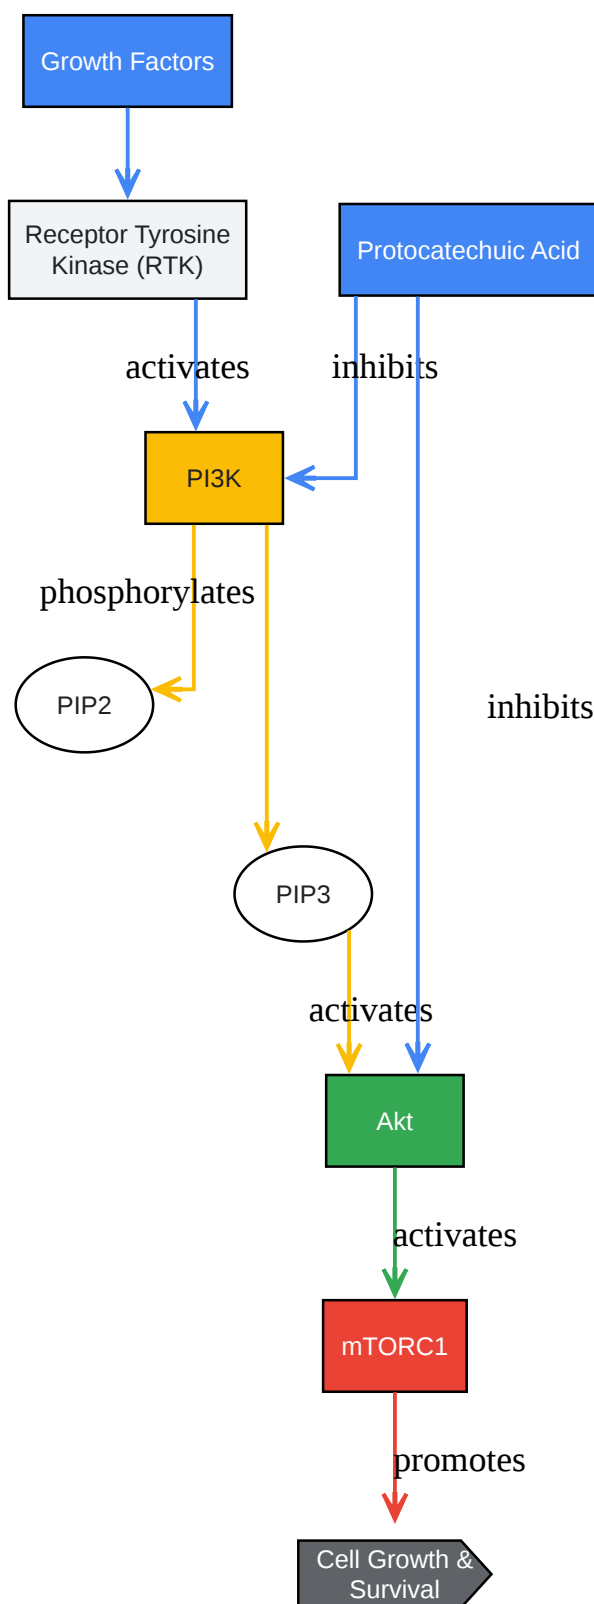 Growth Factors
Receptor Tyrosine
Kinase (RTK)
Protocatechuic Acid
activates
inhibits
PI3K
phosphorylates
PIP2
inhibits
PIP3
activates
Akt
activates
mTORC1
promotes
Cell Growth &
Survival